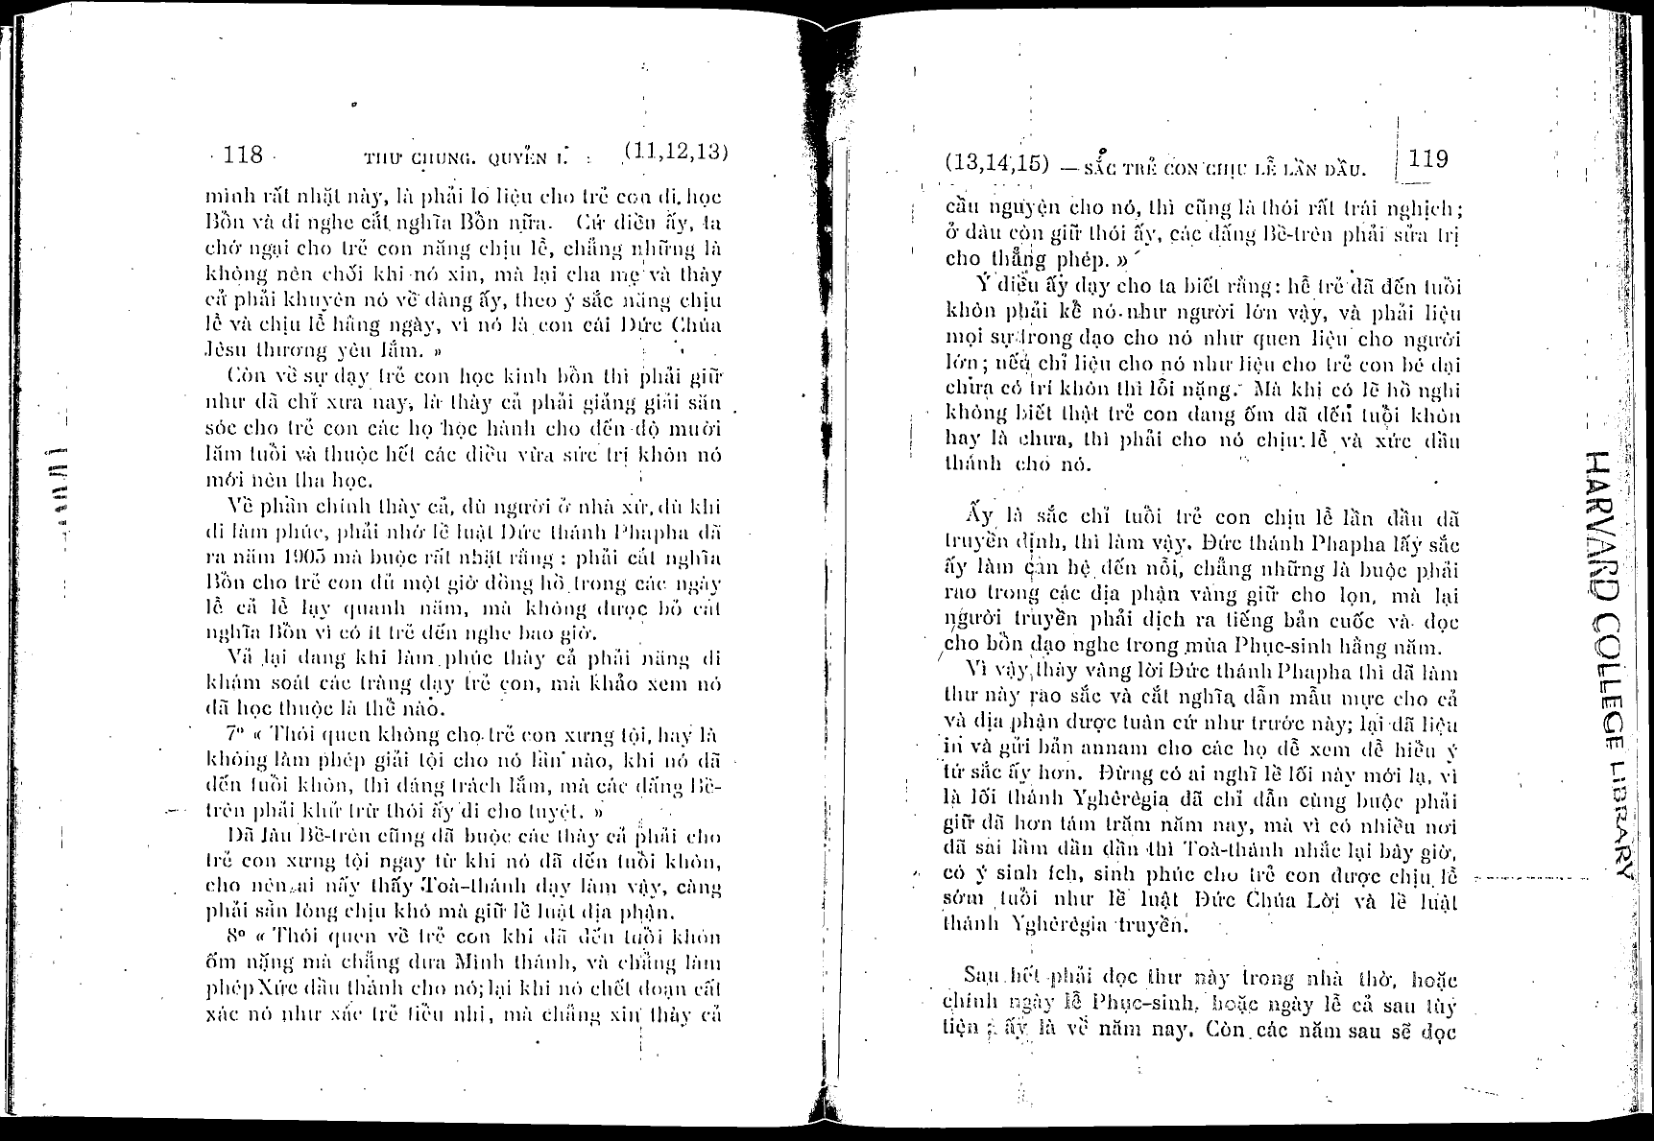 118 THƯ CHUNG. QUYỂN I. (11,12,13)
mình rất nhặt này, là phải lo liệu cho trẻ con đi học
Bổn và đi nghe cắt nghĩa Bổn nữa. Cứ điều ấy, ta
chớ ngại cho trẻ con năng chịu lễ, chẳng những là
không nên chối khi nó xin, mà lại cha mẹ và thày
cả phải khuyên nó về đàng ấy, theo ý sắc năng chịu
lễ và chịu lễ hằng ngày, vì nó là con cái Đức Chúa
Jêsu thương yêu lắm. »
Còn về sự dạy trẻ con học kinh bổn thì phải giữ
như đã chỉ xưa nay, là thày cả phải giảng giải săn
sóc cho trẻ con các họ học hành cho đến độ mười
lăm tuổi và thuộc hết các điều vừa sức trí khôn nó
mới nên tha học.
Về phần chính thày cả, dù người ở nhà xứ, dù khi
đi làm phúc, phải nhớ lề luật Đức thánh Phapha đã
ra năm 1905 mà buộc rất nhặt rằng : phải cắt nghĩa
Bổn cho trẻ con đủ một giờ đồng hồ trong các ngày
lễ cả lễ lạy quanh năm, mà không được bỏ cắt
nghĩa Bổn vì có ít trẻ đến nghe bao giờ.
Vả lại đang khi làm phúc thày cả phải năng đi
khám soát các tràng dạy trẻ con, mà khảo xem nó
đã học thuộc là thể nào.
7º « Thói quen không cho trẻ con xưng tội, hay là
không làm phép giải tội cho nó lần nào, khi nó đã
đến tuổi khôn, thì đáng trách lắm, mà các đấng Bề-
trên phải khử trừ thói ấy đi cho tuyệt. »
Đã lâu Bề-trên cũng đã buộc các thày cả phải cho
trẻ con xưng tội ngay từ khi nó đã đến tuổi khôn,
cho nên ai nấy thấy Toà-thánh dạy làm vậy, càng
phải sẵn lòng chịu khó mà giữ lề luật địa phận.
8º « Thói quen về trẻ con khi đã đến tuổi khôn
ốm nặng mà chẳng đưa Mình thánh, và chẳng làm
phép Xức dầu thánh cho nó; lại khi nó chết đoạn cất
xác nó như xác trẻ tiểu nhi, mà chẳng xin thày cả
(13,14,15) — SẮC TRẺ CON CHỊU LỄ LẦN ĐẦU. 119
cầu nguyện cho nó, thì cũng là thói rất trái nghịch;
ở đàu còn giữ thói ấy, các đấng Bề-trên phải sửa trị
cho thẳng phép. »
Ý điều ấy dạy cho ta biết rằng: hễ trẻ đã đến tuổi
khôn phải kể nó như người lớn vậy, và phải liệu
mọi sự trong đạo cho nó như quen liệu cho người
lớn; nếu chỉ liệu cho nó như liệu cho trẻ con bé dại
chửa có trí khôn thì lỗi nặng. Mà khi có lẽ hồ nghi
không biết thật trẻ con đang ốm đã đến tuổi khôn
hay là chưa, thì phải cho nó chịu lễ và xức dầu
thánh cho nó.
Ấy là sắc chỉ tuổi trẻ con chịu lễ lần đầu đã
truyền định, thì làm vậy. Đức thánh Phapha lấy sắc
ấy làm cần hệ đến nỗi, chẳng những là buộc phải
rao trong các địa phận vàng giữ cho lọn, mà lại
người truyền phải dịch ra tiếng bản cuốc và đọc
cho bổn đạo nghe trong mùa Phục-sinh hằng năm.
Vì vậy, thày vàng lời Đức thánh Phapha thì đã làm
thư này rao sắc và cắt nghĩa dẫn mẫu mực cho cả
và địa phận được tuân cứ như trước này; lại đã liệu
in và gửi bản annam cho các họ dễ xem dễ hiểu ý
tứ sắc ấy hơn. Đừng có ai nghĩ lề lối này mới lạ, vì
là lối thánh Yghêrêgia đã chỉ dẫn cùng buộc phải
giữ đã hơn tám trăm năm nay, mà vì có nhiều nơi
đã sai lầm dần dần thì Toà-thánh nhắc lại bây giờ,
có ý sinh ích, sinh phúc cho trẻ con được chịu lễ
sớm tuổi như lề luật Đức Chúa Lời và lề luật
thánh Yghêrêgia truyền.
Sau hết phải đọc thư này trong nhà thờ, hoặc
chính ngày lễ Phục-sinh, hoặc ngày lễ cả sau tùy
tiện ; ấy là về năm nay. Còn các năm sau sẽ đọc
HARVARD COLLEGE LIBRARY